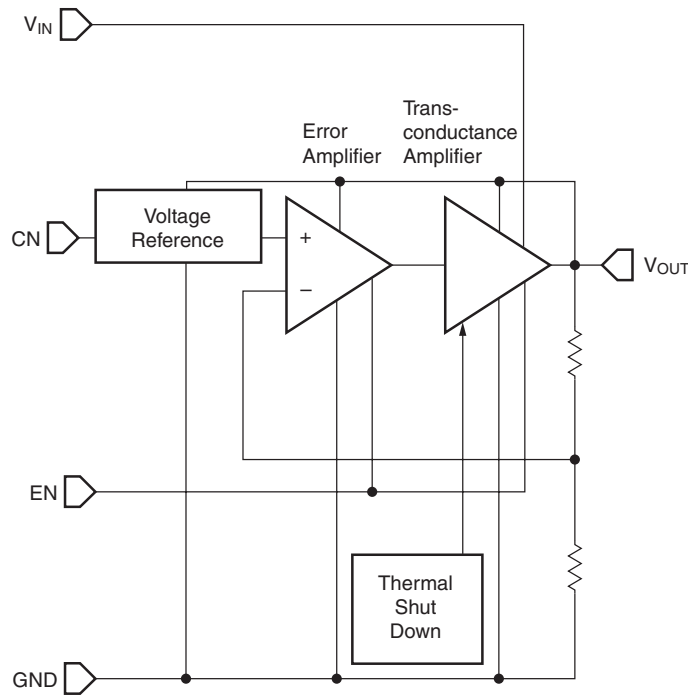 VIN
Trans-
conductance
Amplifier
Error
Amplifier
Voltage
Reference
CN
+
−
VOUT
EN
Thermal
Shut
Down
GND